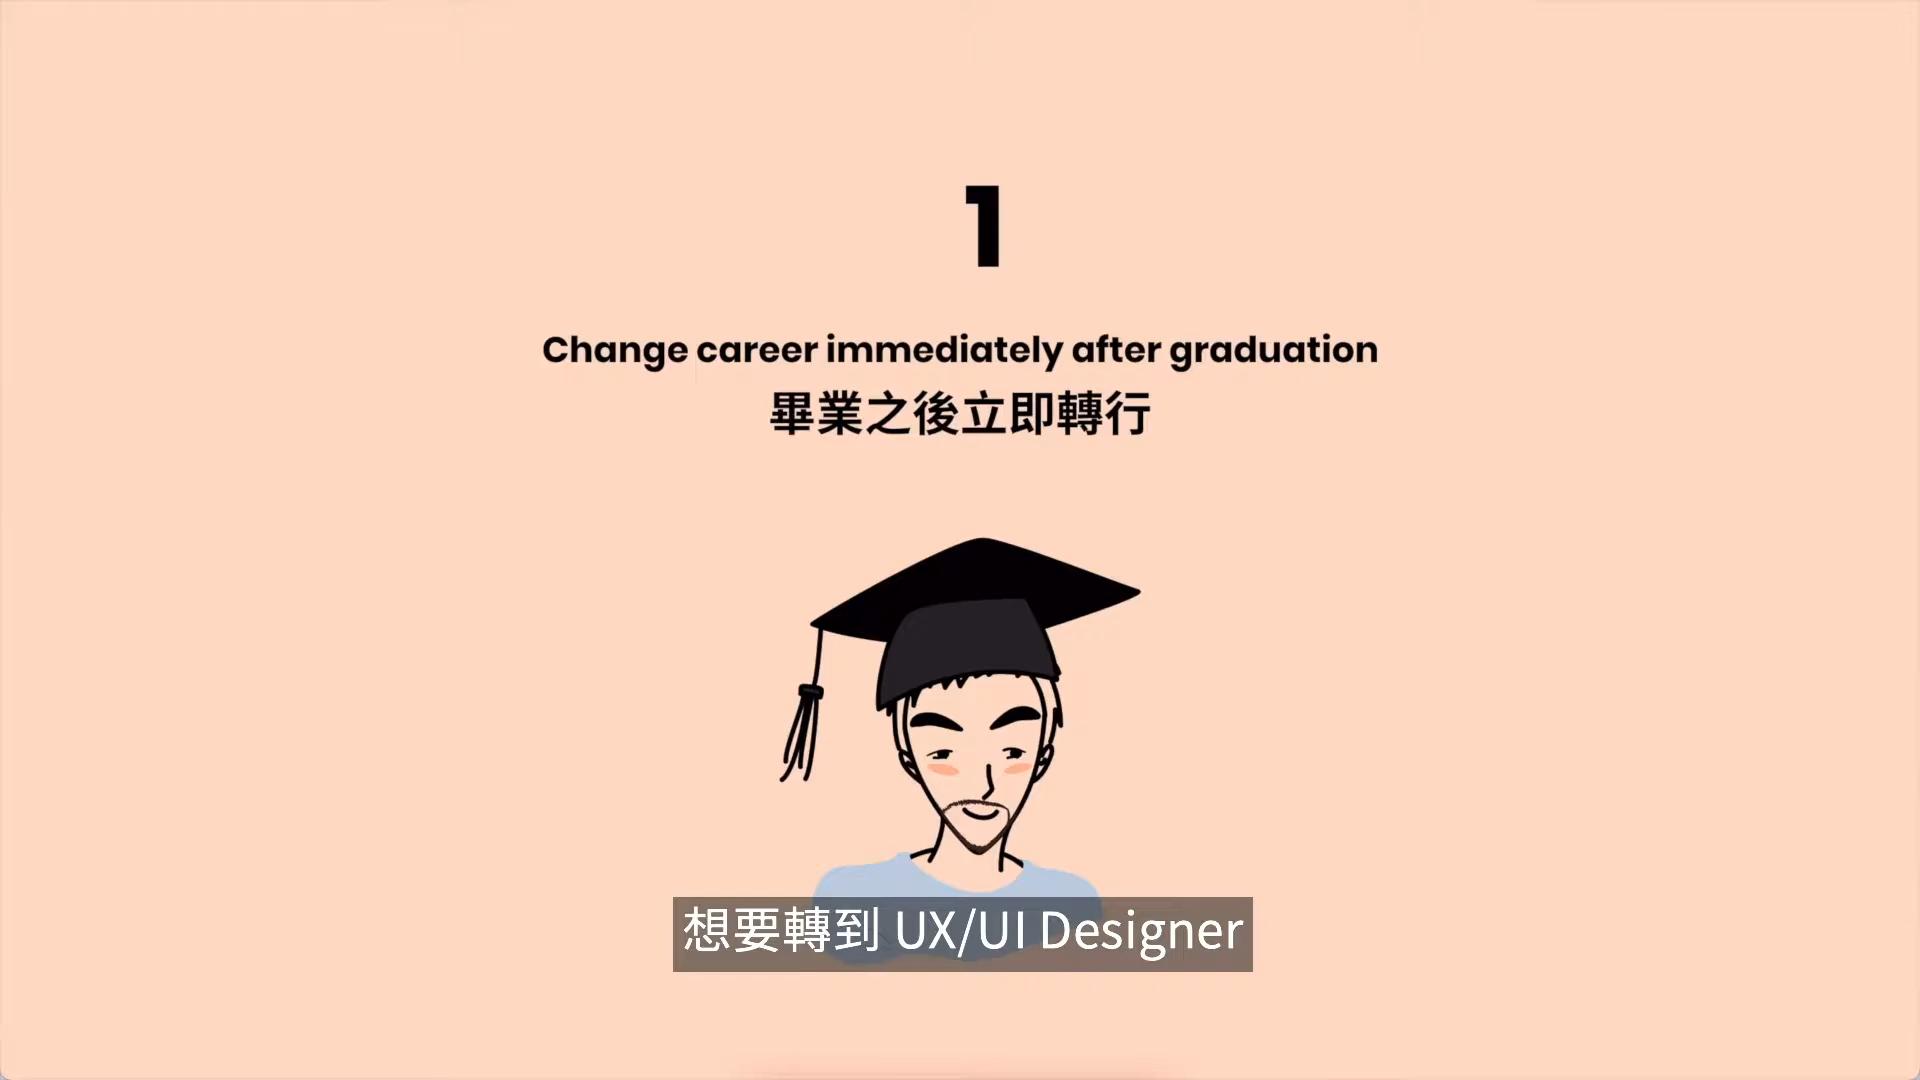 1
Change career immediately after graduation
畢業之後立即轉行
想要轉到 UX/UI Designer